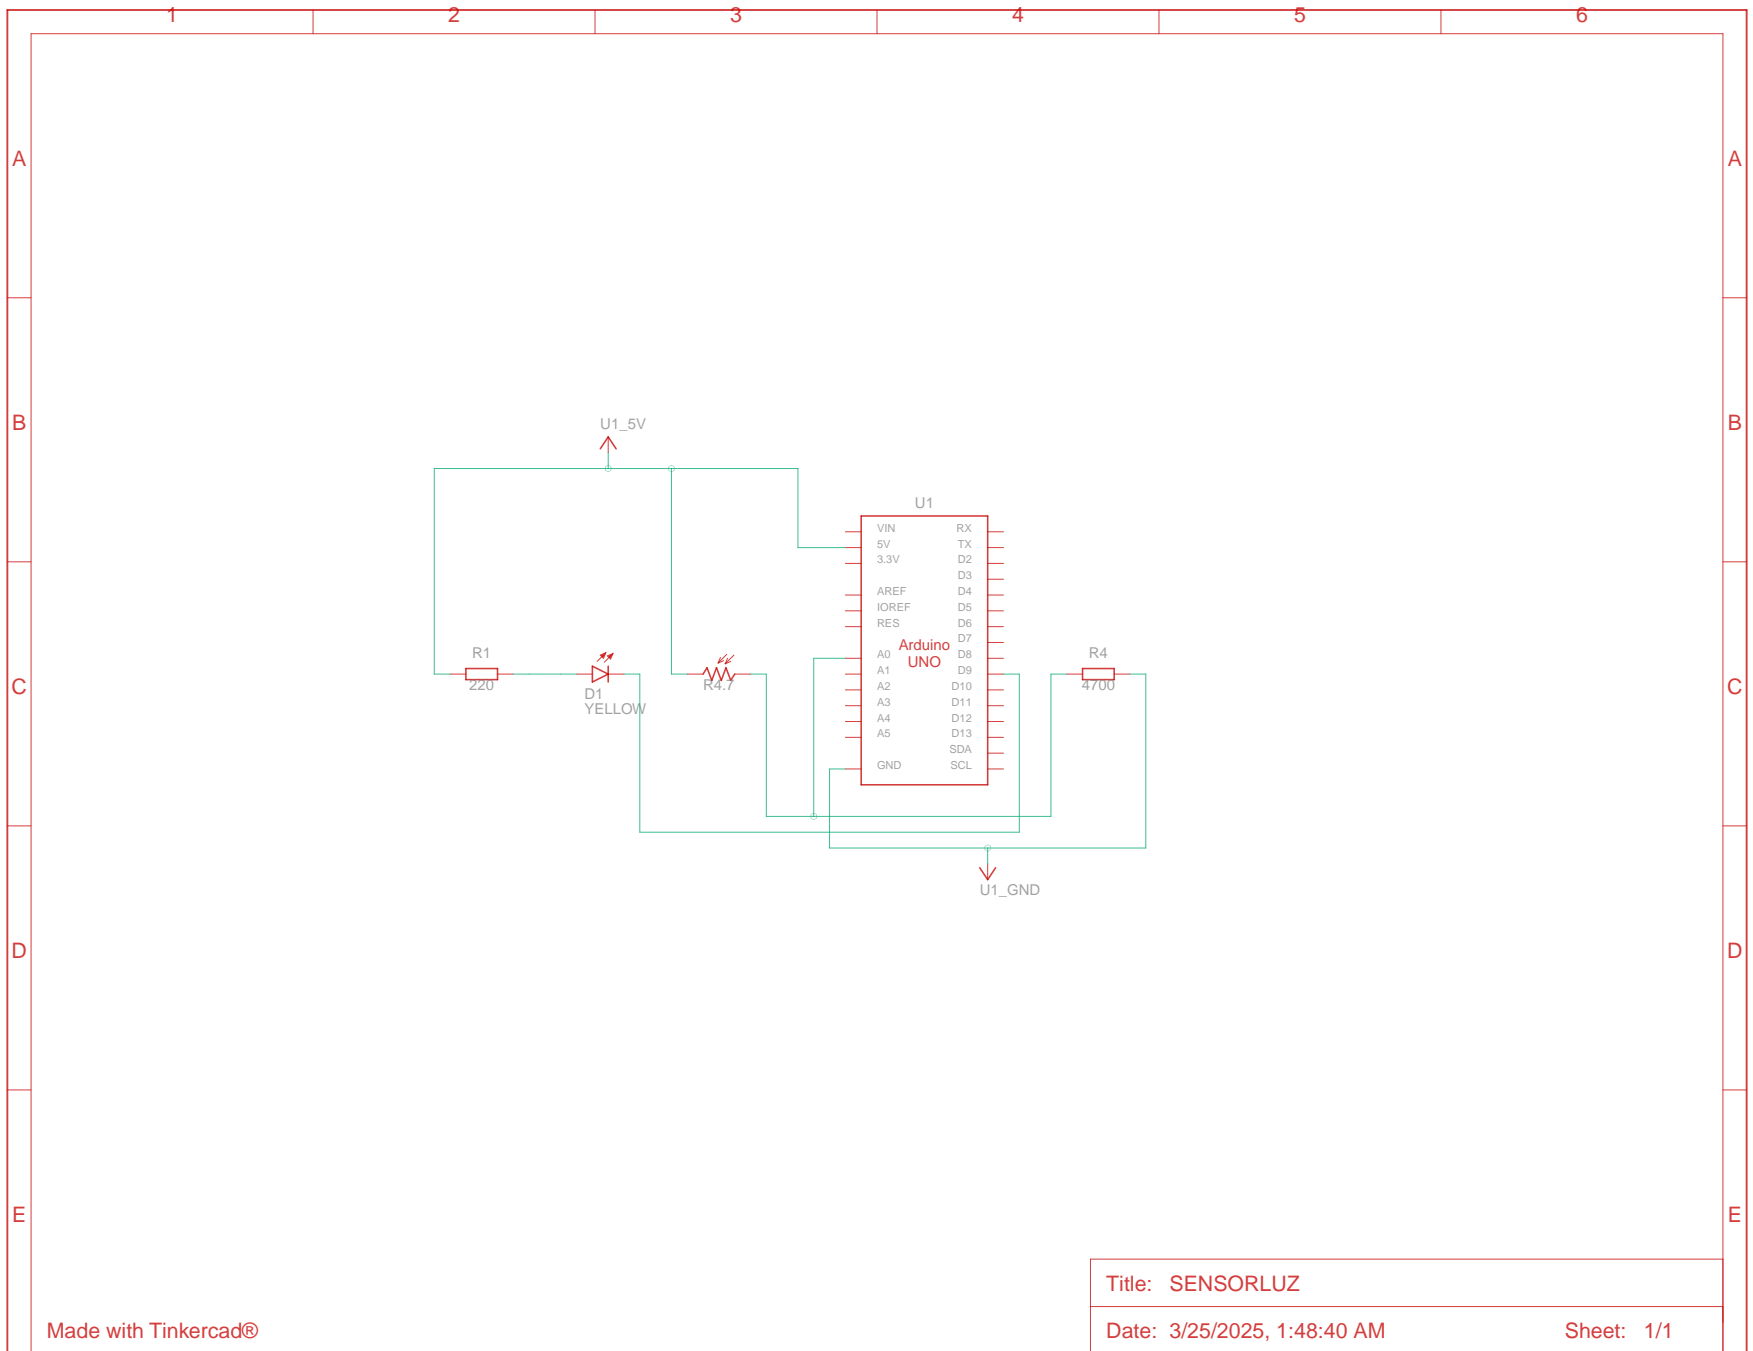 1 2 3 4 5 6
A A
B B
U1_5V
U1
VIN RX
5V TX
3.3V D2
D3
AREF D4
IOREF D5
RES D6
D7
Arduino
UNO
A0 D8
A1 D9
A2 D10
A3 D11
A4 D12
A5 D13
SDA
GND SCL
R1
220
D1
YELLOW
R4.7
R4
4700
C C
U1_GND
D D
E E
Title: SENSORLUZ
Made with Tinkercad®
Date: 3/25/2025, 1:48:40 AM Sheet: 1/1